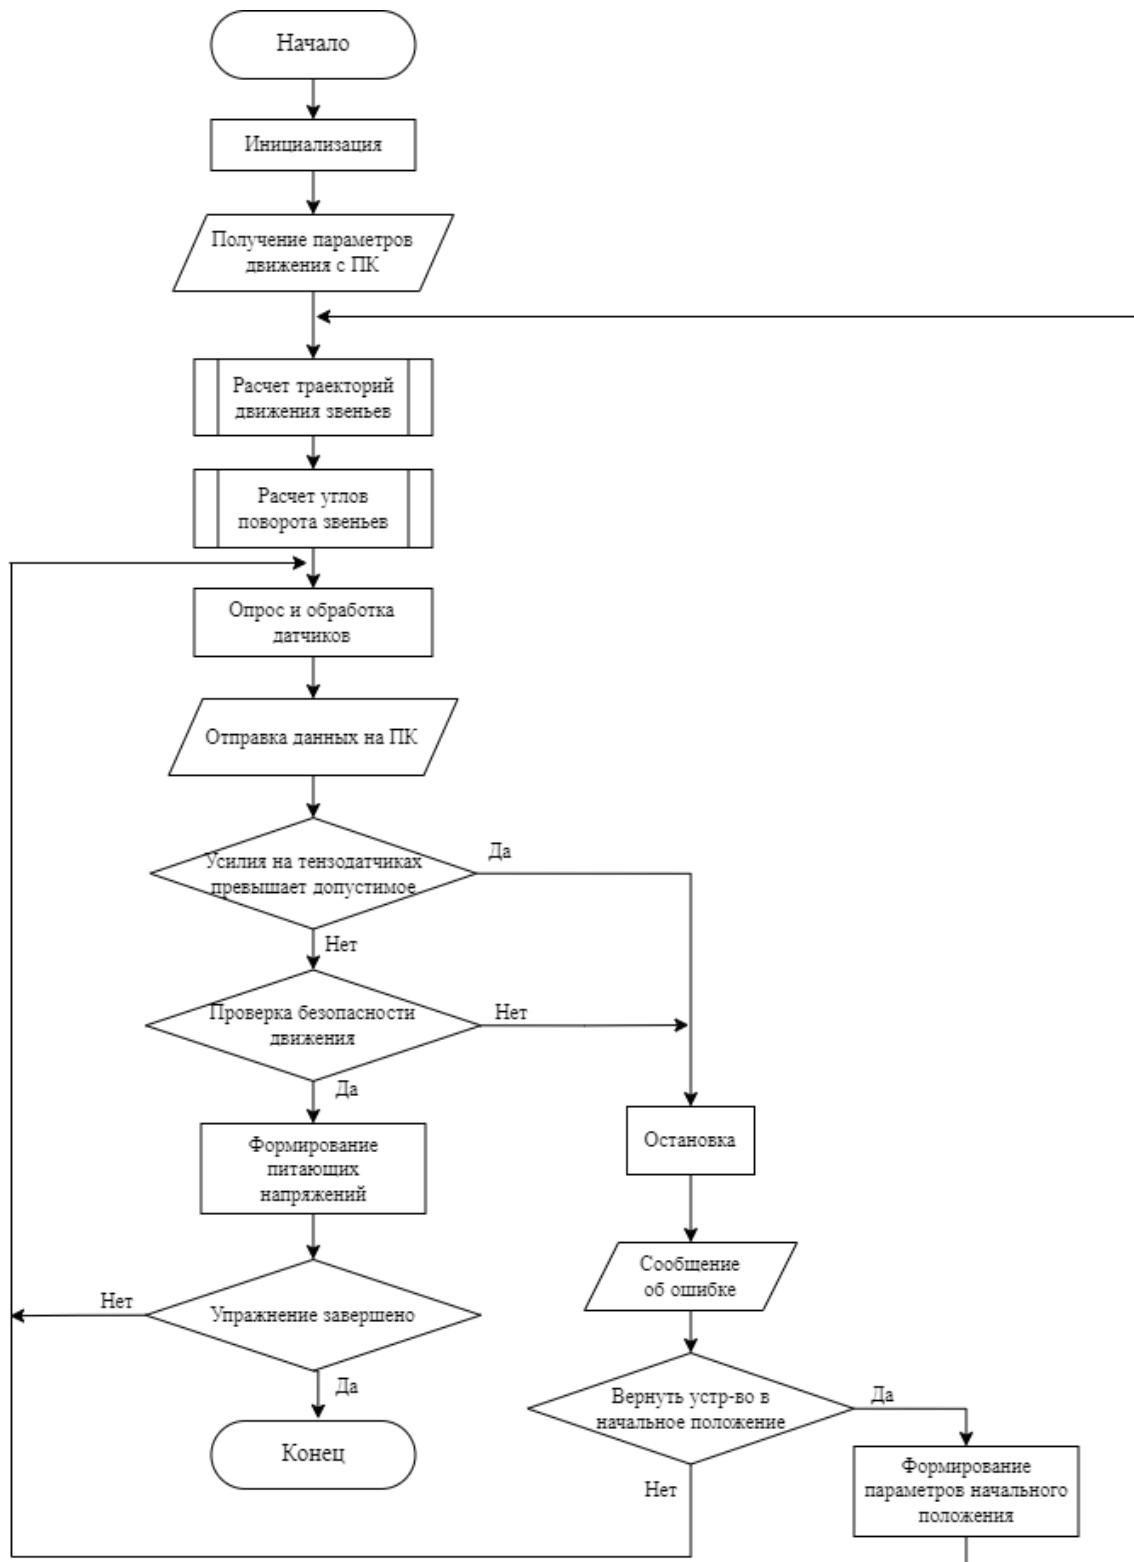 Начало
Инициализация
Получение параметров
движения с ПК
Расчет траекторий
движения звеньев
Расчет углов
поворота звеньев
Опрос и обработка
датчиков
Отправка данных на ПК
Усилия на тензодатчиках
превышает допустимое
Да
Нет
Проверка безопасности
движения
Нет
Да
Формирование
питающих
напряжений
Остановка
Сообщение
об ошибке
Упражнение завершено
Нет
Да
Конец
Вернуть устр-во в
начальное положение
Да
Нет
Формирование
параметров начального
положения